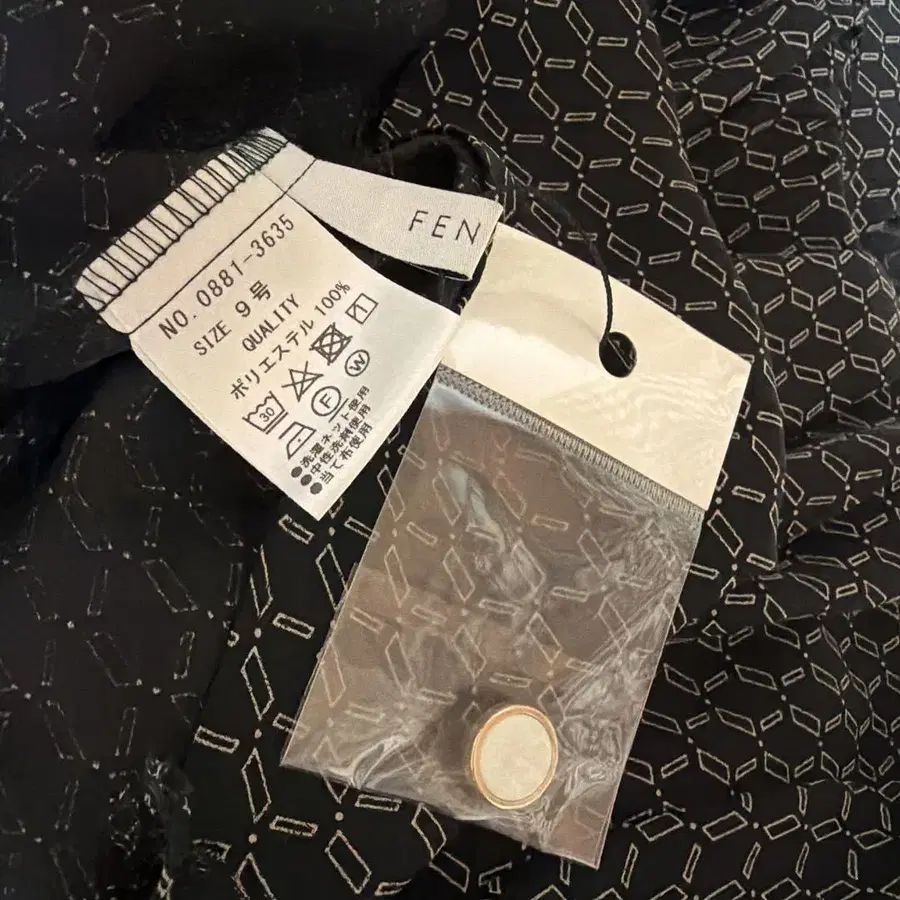 FEN
NO. 0881-3635
SIZE 9号
QUALITY
ポリエステル 100%
30
F W
●洗濯ネット使用
●中性洗剤使用
●当て布使用